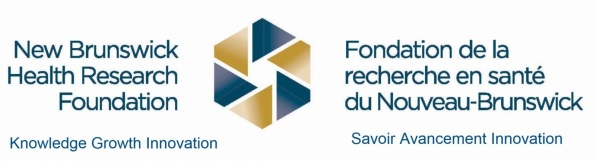 New Brunswick
Health Research
Foundation
Knowledge Growth Innovation
Fondation de la
recherche en santé
du Nouveau-Brunswick
Savoir Avancement Innovation